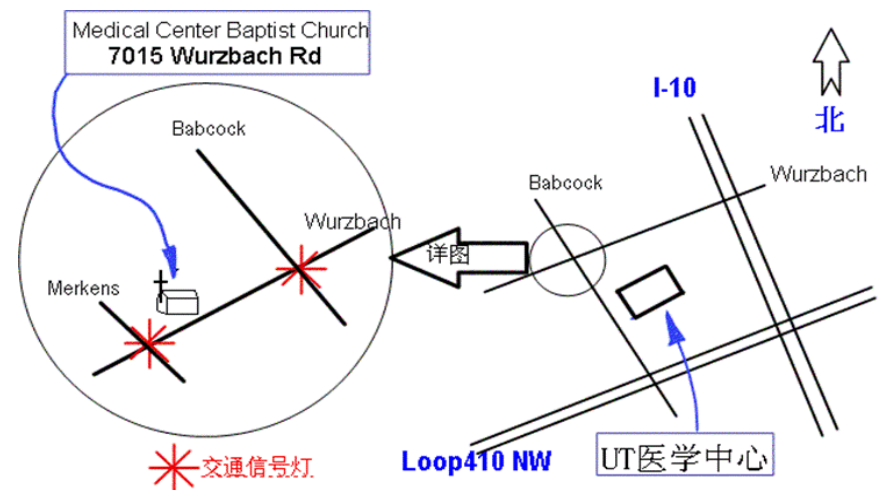 Medical Center Baptist Church
7015 Wurzbach Rd
Babcock
Wurzbach
Merkens
交通信号灯
详图
I-10
北
Babcock
Wurzbach
Loop410 NW
UT医学中心